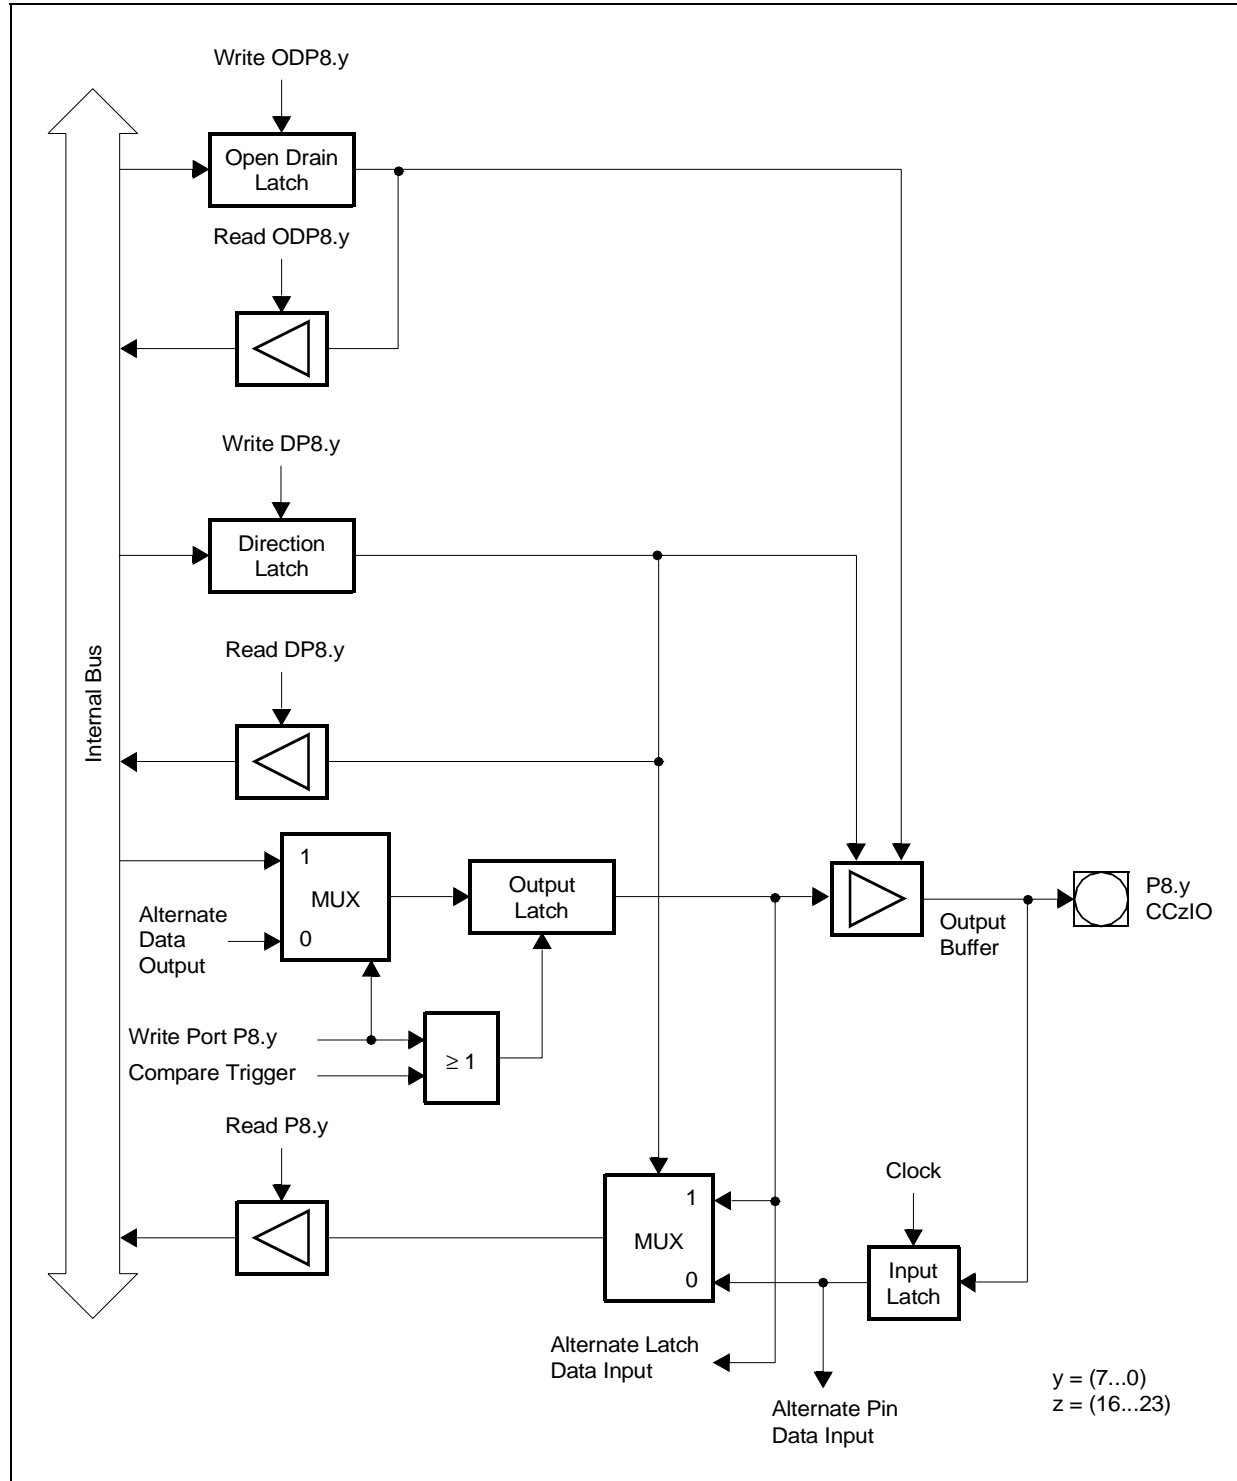 Write ODP8.y
Open Drain
Latch
Read ODP8.y
Write DP8.y
Direction
Latch
Internal Bus
Read DP8.y
1
MUX
0
Alternate
Data
Output
Output
Latch
Output
Buffer
P8.y
CCzIO
Write Port P8.y
Compare Trigger
≥ 1
Read P8.y
1
MUX
0
Clock
Input
Latch
Alternate Latch
Data Input
Alternate Pin
Data Input
y = (7...0)
z = (16...23)